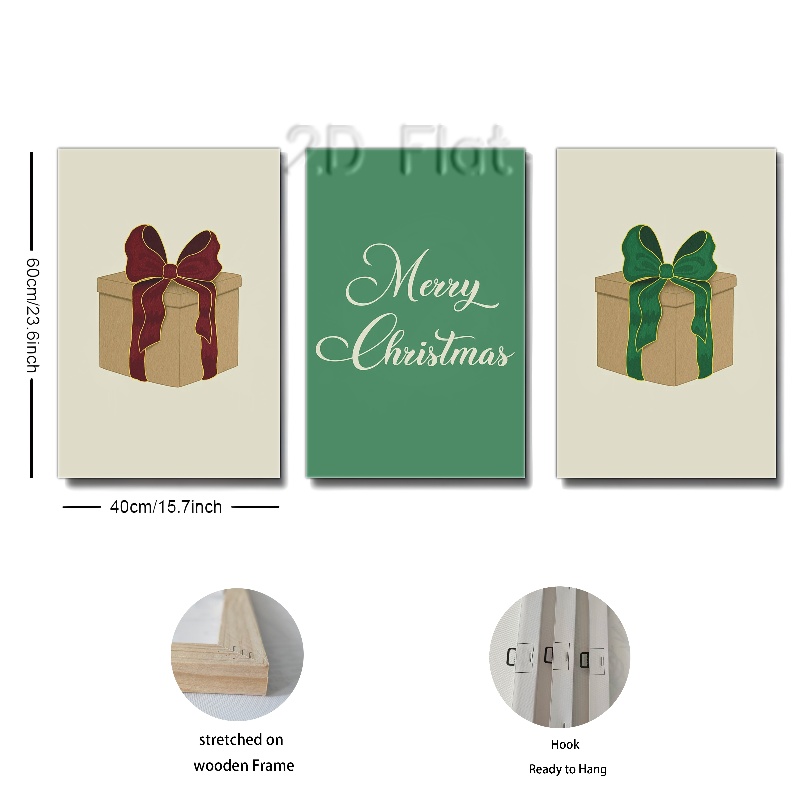 2D Flat
Merry
Christmas
60cm/23.6inch
40cm/15.7inch
stretched on
wooden Frame
Hook
Ready to Hang